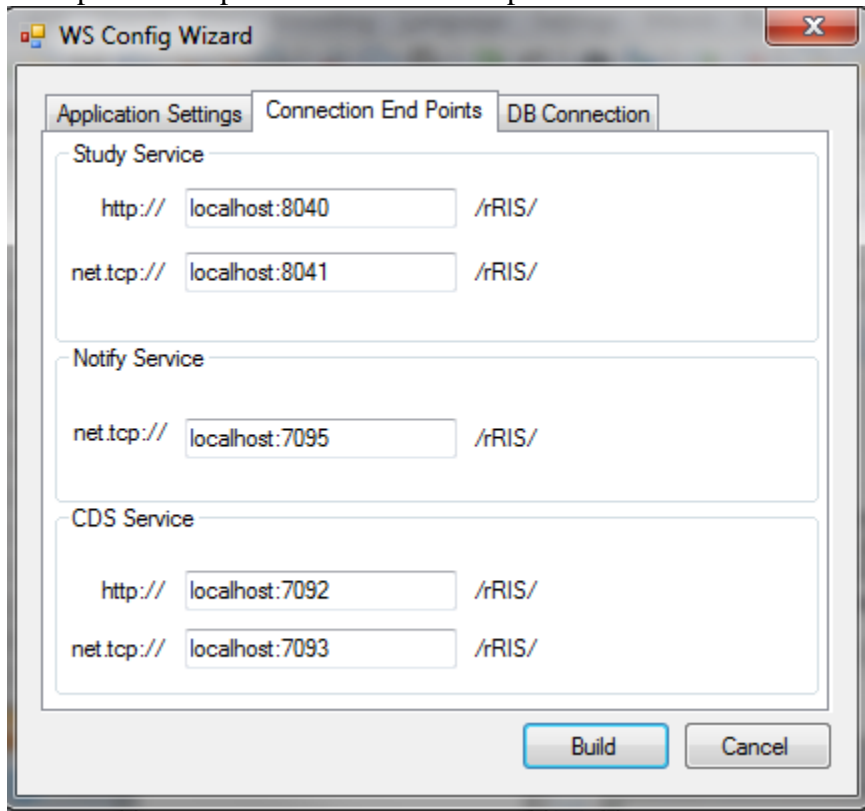 WS Config Wizard
Application Settings Connection End Points DB Connection
Study Service
http:// localhost:8040 /rRIS/
net.tcp:// localhost:8041 /rRIS/
Notify Service
net.tcp:// localhost:7095 /rRIS/
CDS Service
http:// localhost:7092 /rRIS/
net.tcp:// localhost:7093 /rRIS/
Build Cancel